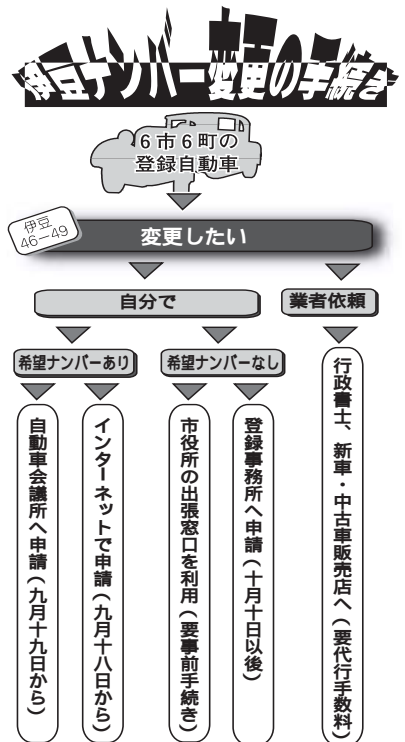 伊豆ナンバー変更の手続き
6市6町の
登録自動車
伊豆
46-49
変更したい
自分で
業者依頼
希望ナンバーあり
希望ナンバーなし
自動車会議所へ申請(九月十九日から)
インターネットで申請(九月十八日から)
市役所の出張窓口を利用(要事前手続き)
登録事務所へ申請(十月十日以後)
行政書士、新車・中古車販売店へ(要代行手数料)